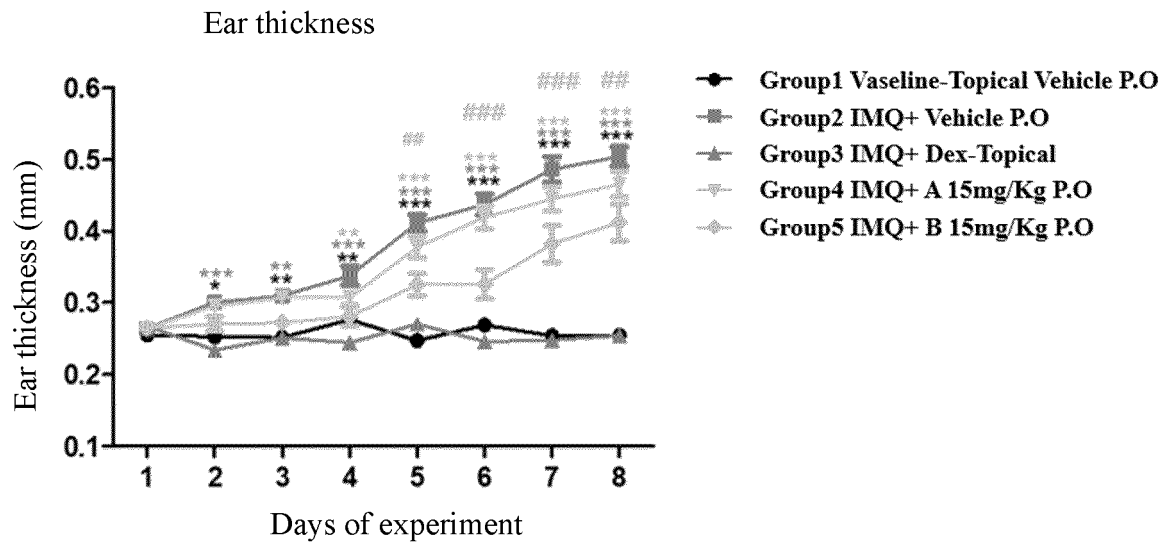 Ear thickness
Ear thickness (mm)
0.6
0.5
0.4
0.3
0.2
0.1
1 2 3 4 5 6 7 8
Days of experiment
### ##
###
##
*** ***
*** ***
*** ***
*** ***
*** ***
*** ***
**
***
**
*** **
* **
Group1 Vaseline-Topical Vehicle P.O
Group2 IMQ+ Vehicle P.O
Group3 IMQ+ Dex-Topical
Group4 IMQ+ A 15mg/Kg P.O
Group5 IMQ+ B 15mg/Kg P.O